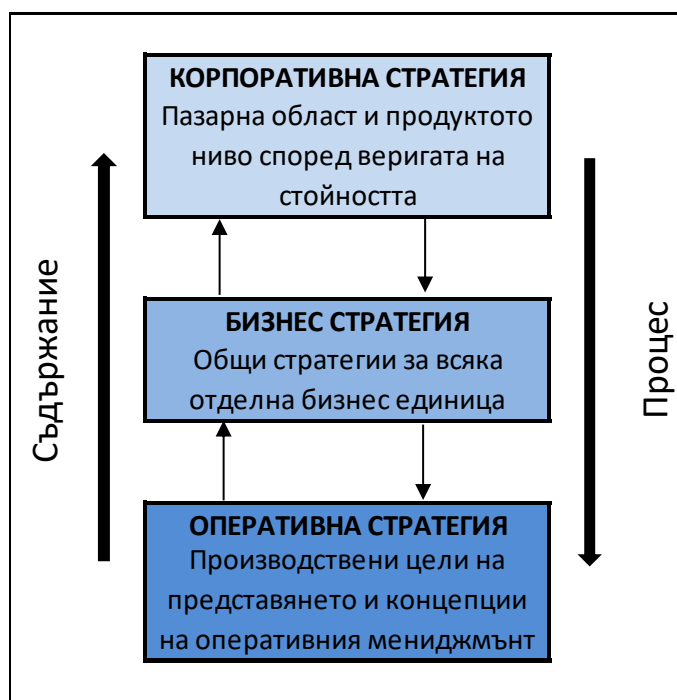 КОРПОРАТИВНА СТРАТЕГИЯ
Пазарна област и продуктото
ниво според веригата на
стойността
Съдържание
Процес
БИЗНЕС СТРАТЕГИЯ
Общи стратегии за всяка
отделна бизнес единица
ОПЕРАТИВНА СТРАТЕГИЯ
Производствени цели на
представянето и концепции
на оперативния мениджмънт